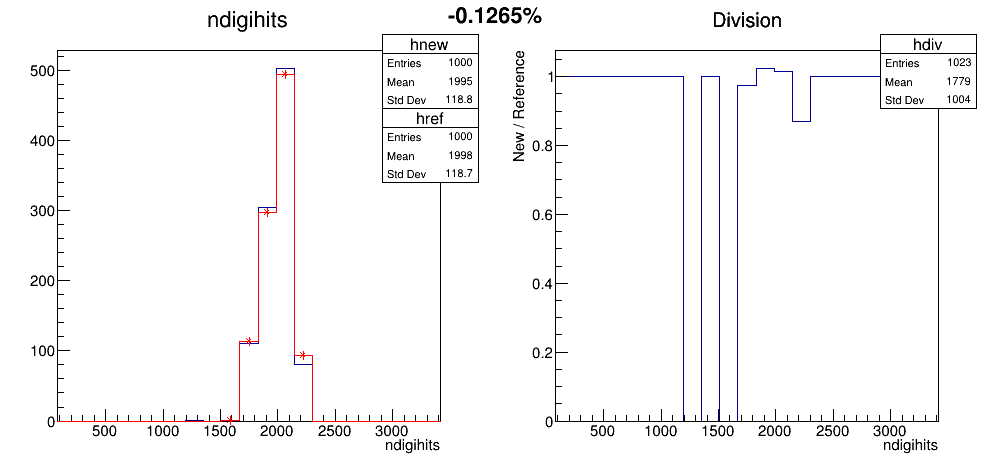 -0.1265%
ndigihits
hnew
Entries 1000
Mean 1995
Std Dev 118.8
href
Entries 1000
Mean 1998
Std Dev 118.7
500
400
300
200
100
0
500 1000 1500 2000 2500 3000
ndigihits
Division
hdiv
Entries 1023
Mean 1779
Std Dev 1004
New / Reference
1
0.8
0.6
0.4
0.2
0
500 1000 1500 2000 2500 3000
ndigihits